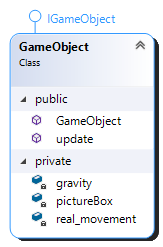 IGameObject
GameObject
Class
public
GameObject
update
private
gravity
pictureBox
real_movement